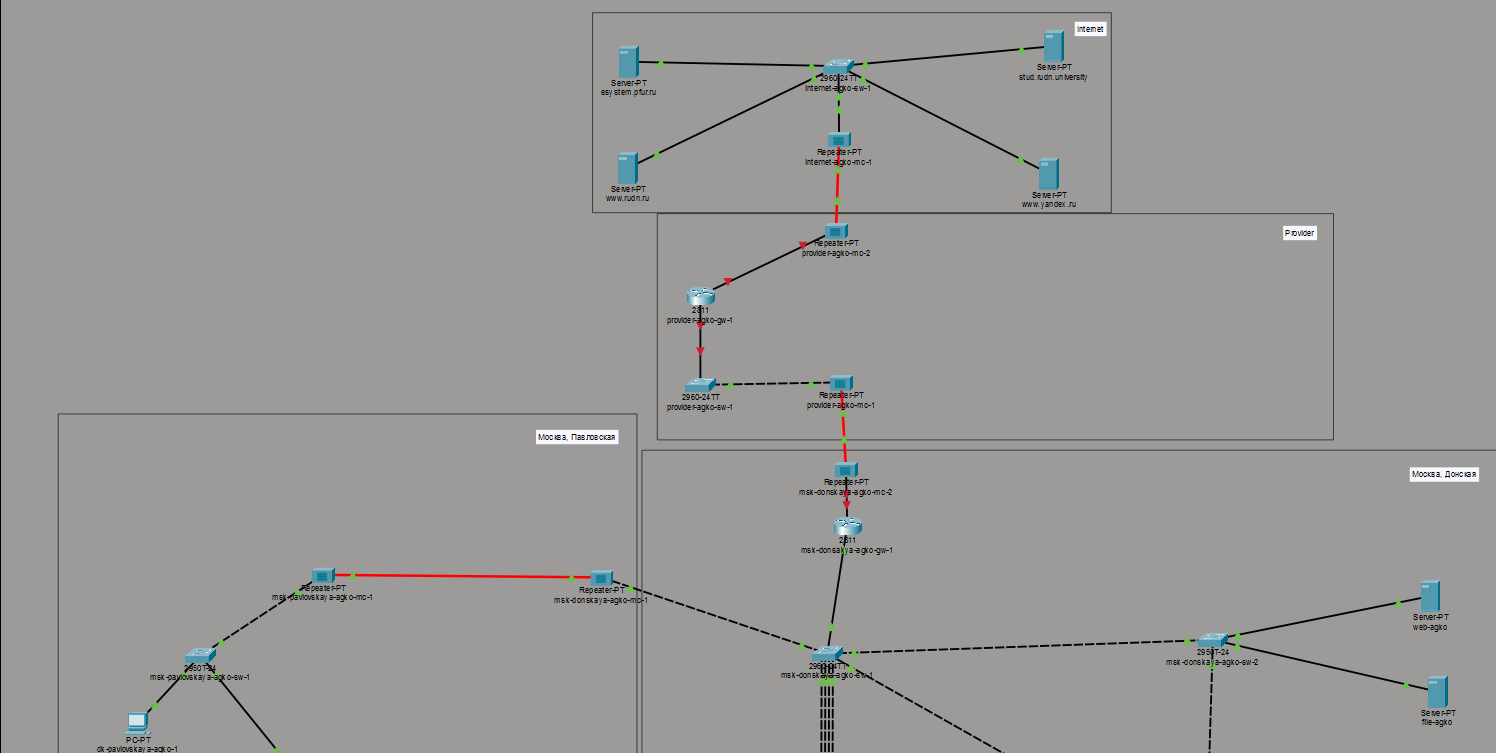 Internet
Server-PT
esystem.pfur.ru
2960-24TT
internet-agko-sw-1
Server-PT
stud.rudn.university
Repeater-PT
internet-agko-mc-1
Server-PT
www.rudn.ru
Server-PT
www.yandex.ru
Provider
Repeater-PT
provider-agko-mc-2
2811
provider-agko-gw-1
2960-24TT
provider-agko-sw-1
Repeater-PT
provider-agko-mc-1
Москва, Павловская
Москва, Донская
Repeater-PT
msk-donskaya-agko-mc-2
2811
msk-donsakya-agko-gw-1
Repeater-PT
msk-pavlovskaya-agko-mc-1
Repeater-PT
msk-donskaya-agko-mc-1
Server-PT
web-agko
2950T-24
msk-pavlovskaya-agko-sw-1
2960-24TT
msk-donskaya-agko-sw-1
2950T-24
msk-donskaya-agko-sw-2
Server-PT
file-agko
PC-PT
dk-pavlovskaya-agko-1